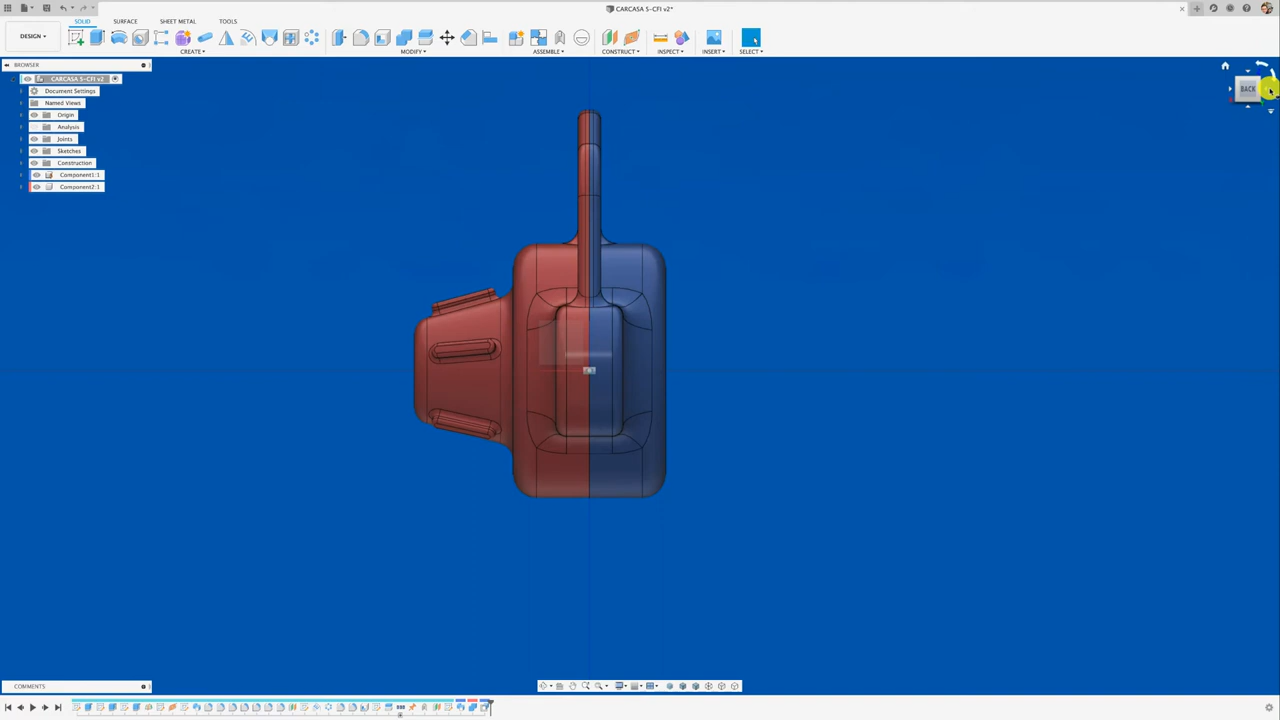 CARCASA S-CFI v2*
SOLID SURFACE SHEET METAL TOOLS
DESIGN
CREATE MODIFY ASSEMBLE CONSTRUCT INSPECT INSERT SELECT
BROWSER
CARCASA S-CFI v2
Document Settings
Named Views
Origin
Analysis
Joints
Sketches
Construction
Component1:1
Component2:1
BACK
COMMENTS